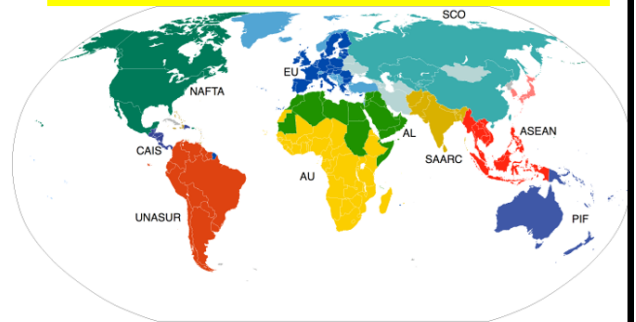 SCO
EU
NAFTA
AL
ASEAN
CAIS
SAARC
AU
UNASUR
PIF